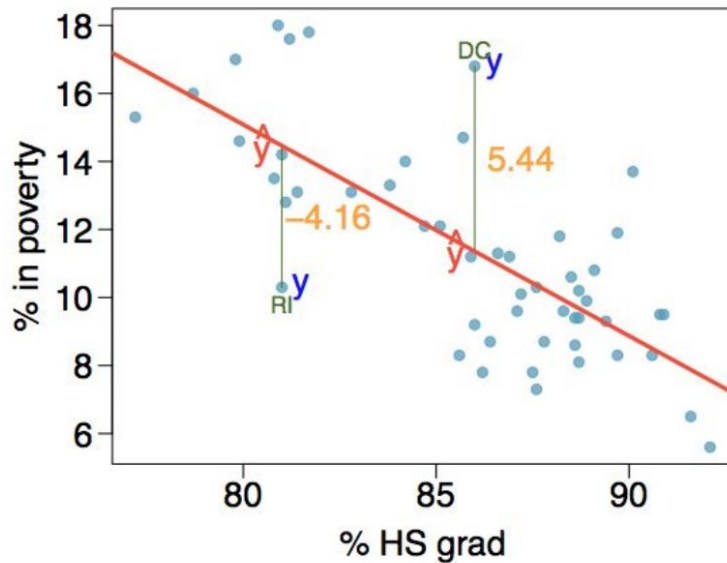 % in poverty
18
16
14
12
10
8
6
DC
y
5.44
ŷ
ŷ
−4.16
y
RI
80
85
90
% HS grad